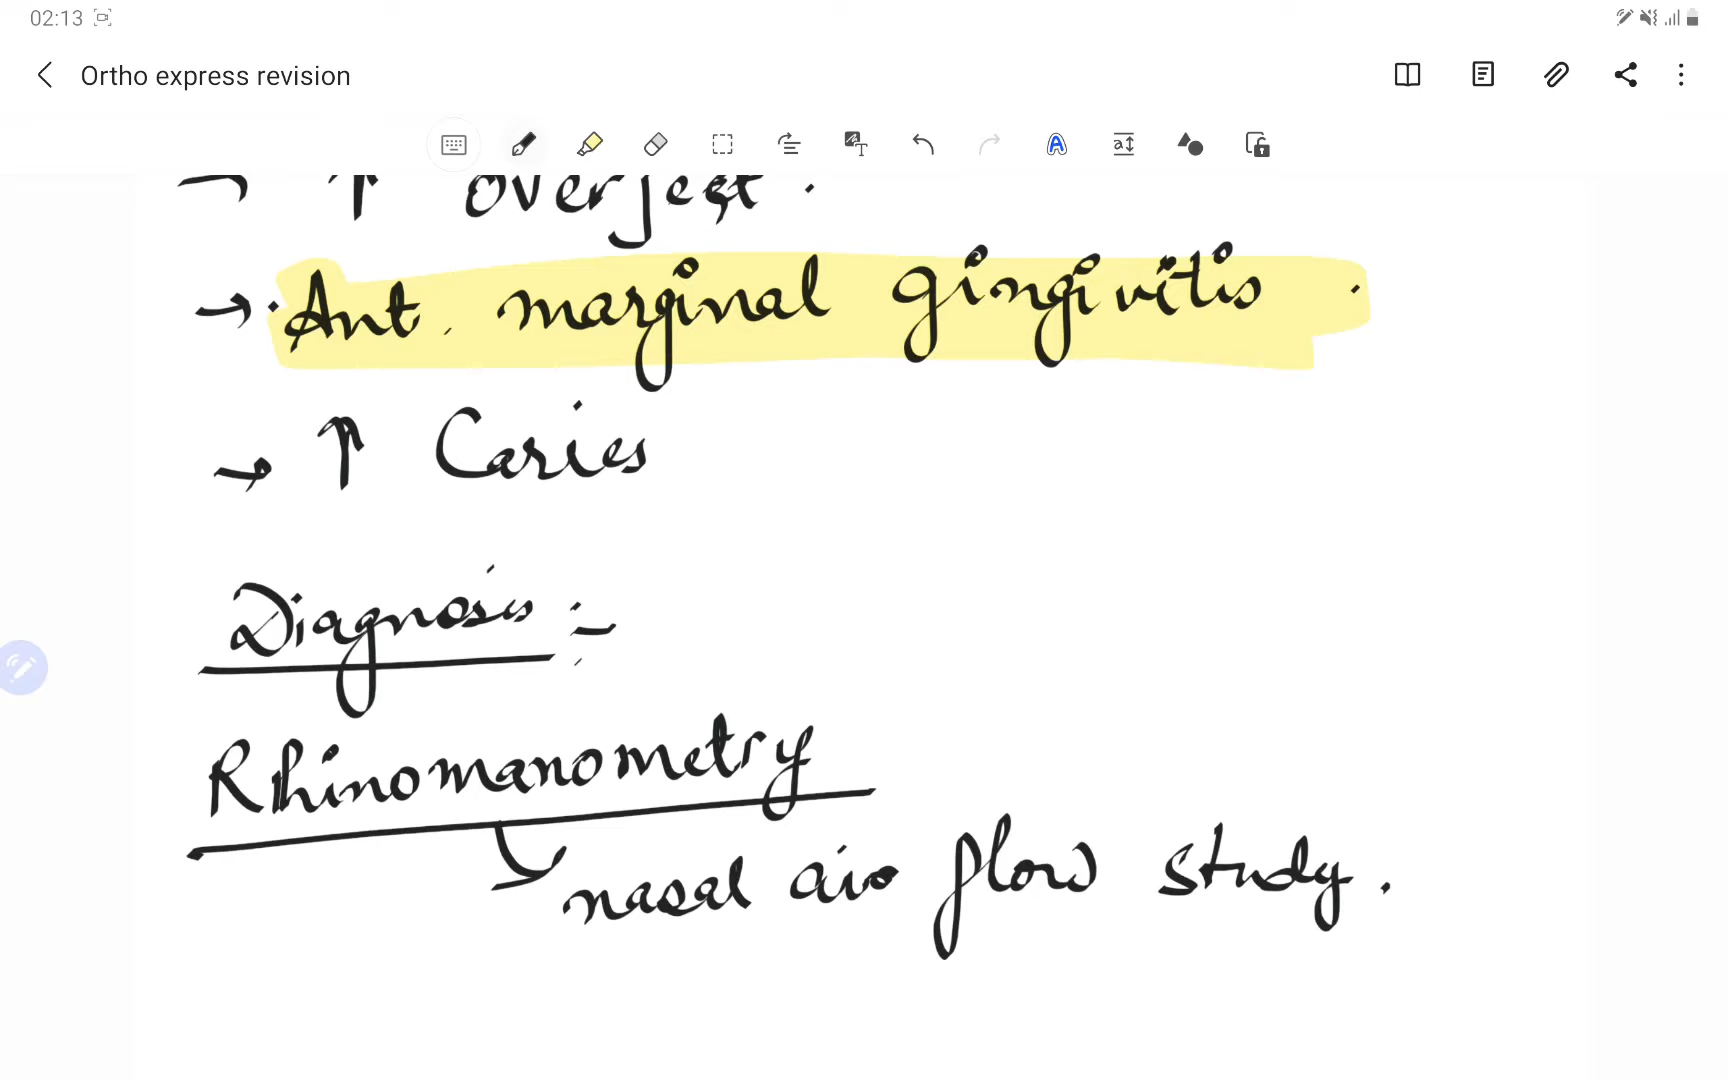 02:13
Ortho express revision
→ ↑ overjet .
→ Ant. marginal gingivitis .
→ ↑ Caries
Diagnosis :-
Rhinomanometry
nasal air flow study .